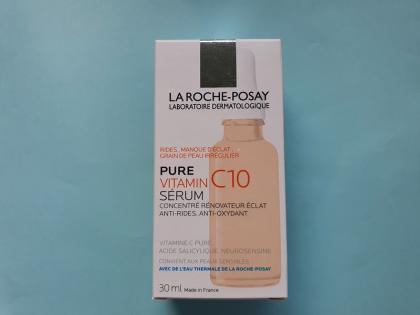 LA ROCHE-POSAY
LABORATOIRE DERMATOLOGIQUE
RIDES, MANQUE D'ÉCLAT,
GRAIN DE PEAU IRRÉGULIER
PURE
VITAMIN C10
SÉRUM
CONCENTRÉ RÉNOVATEUR ÉCLAT
ANTI-RIDES, ANTI-OXYDANT
VITAMINE C PURE,
ACIDE SALICYLIQUE, NEUROSENSINE
CONVIENT AUX PEAUX SENSIBLES
AVEC DE L'EAU THERMALE DE LA ROCHE-POSAY
30 ml Made in France